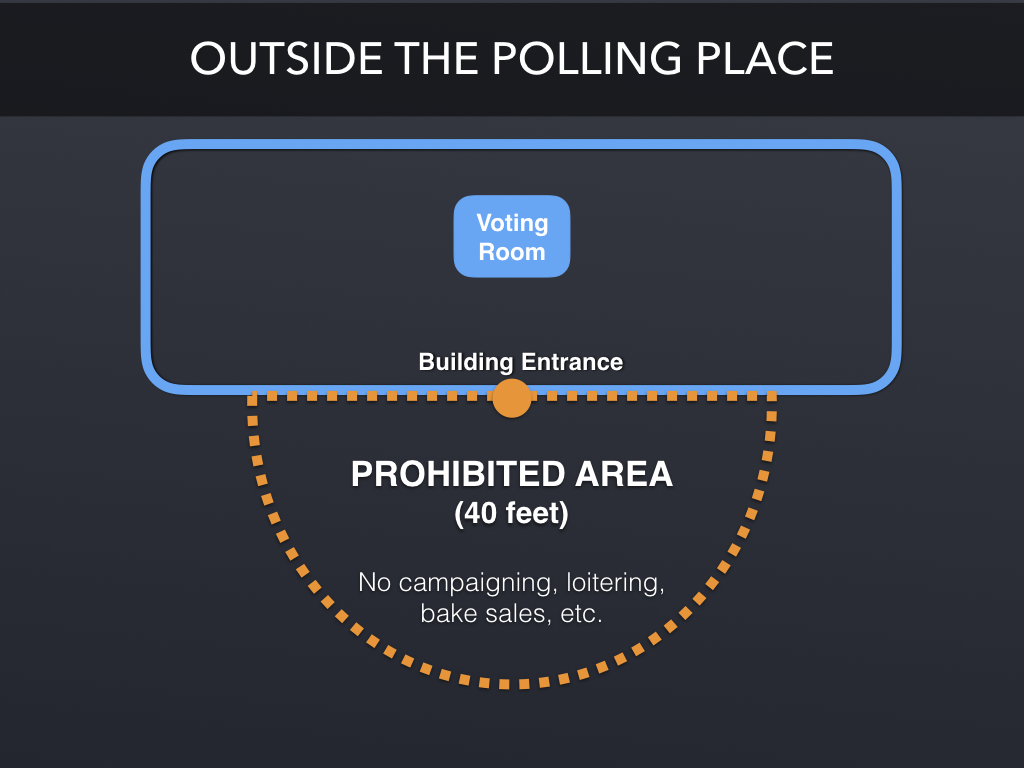 OUTSIDE THE POLLING PLACE
Voting
Room
Building Entrance
PROHIBITED AREA
(40 feet)
No campaigning, loitering,
bake sales, etc.